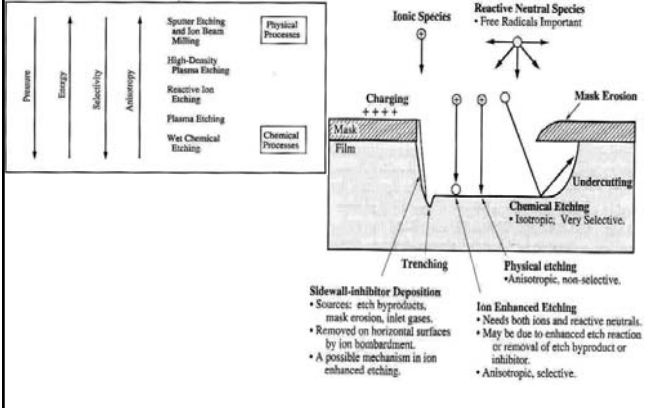 Pressure
Energy
Selectivity
Anisotropy
Sputter Etching
and Ion Beam
Milling
High-Density
Plasma Etching
Reactive Ion
Etching
Plasma Etching
Wet Chemical
Etching
Physical
Processes
Chemical
Processes
Ionic Species
Reactive Neutral Species
• Free Radicals Important
Charging
++++
Mask Erosion
Mask
Film
Undercutting
Chemical Etching
• Isotropic, Very Selective.
Trenching
Physical etching
•Anisotropic, non-selective.
Sidewall-inhibitor Deposition
• Sources: etch byproducts,
mask erosion, inlet gases.
• Removed on horizontal surfaces
by ion bombardment.
• A possible mechanism in ion
enhanced etching.
Ion Enhanced Etching
• Needs both ions and reactive neutrals.
• May be due to enhanced etch reaction
or removal of etch byproduct or
inhibitor.
• Anisotropic, selective.